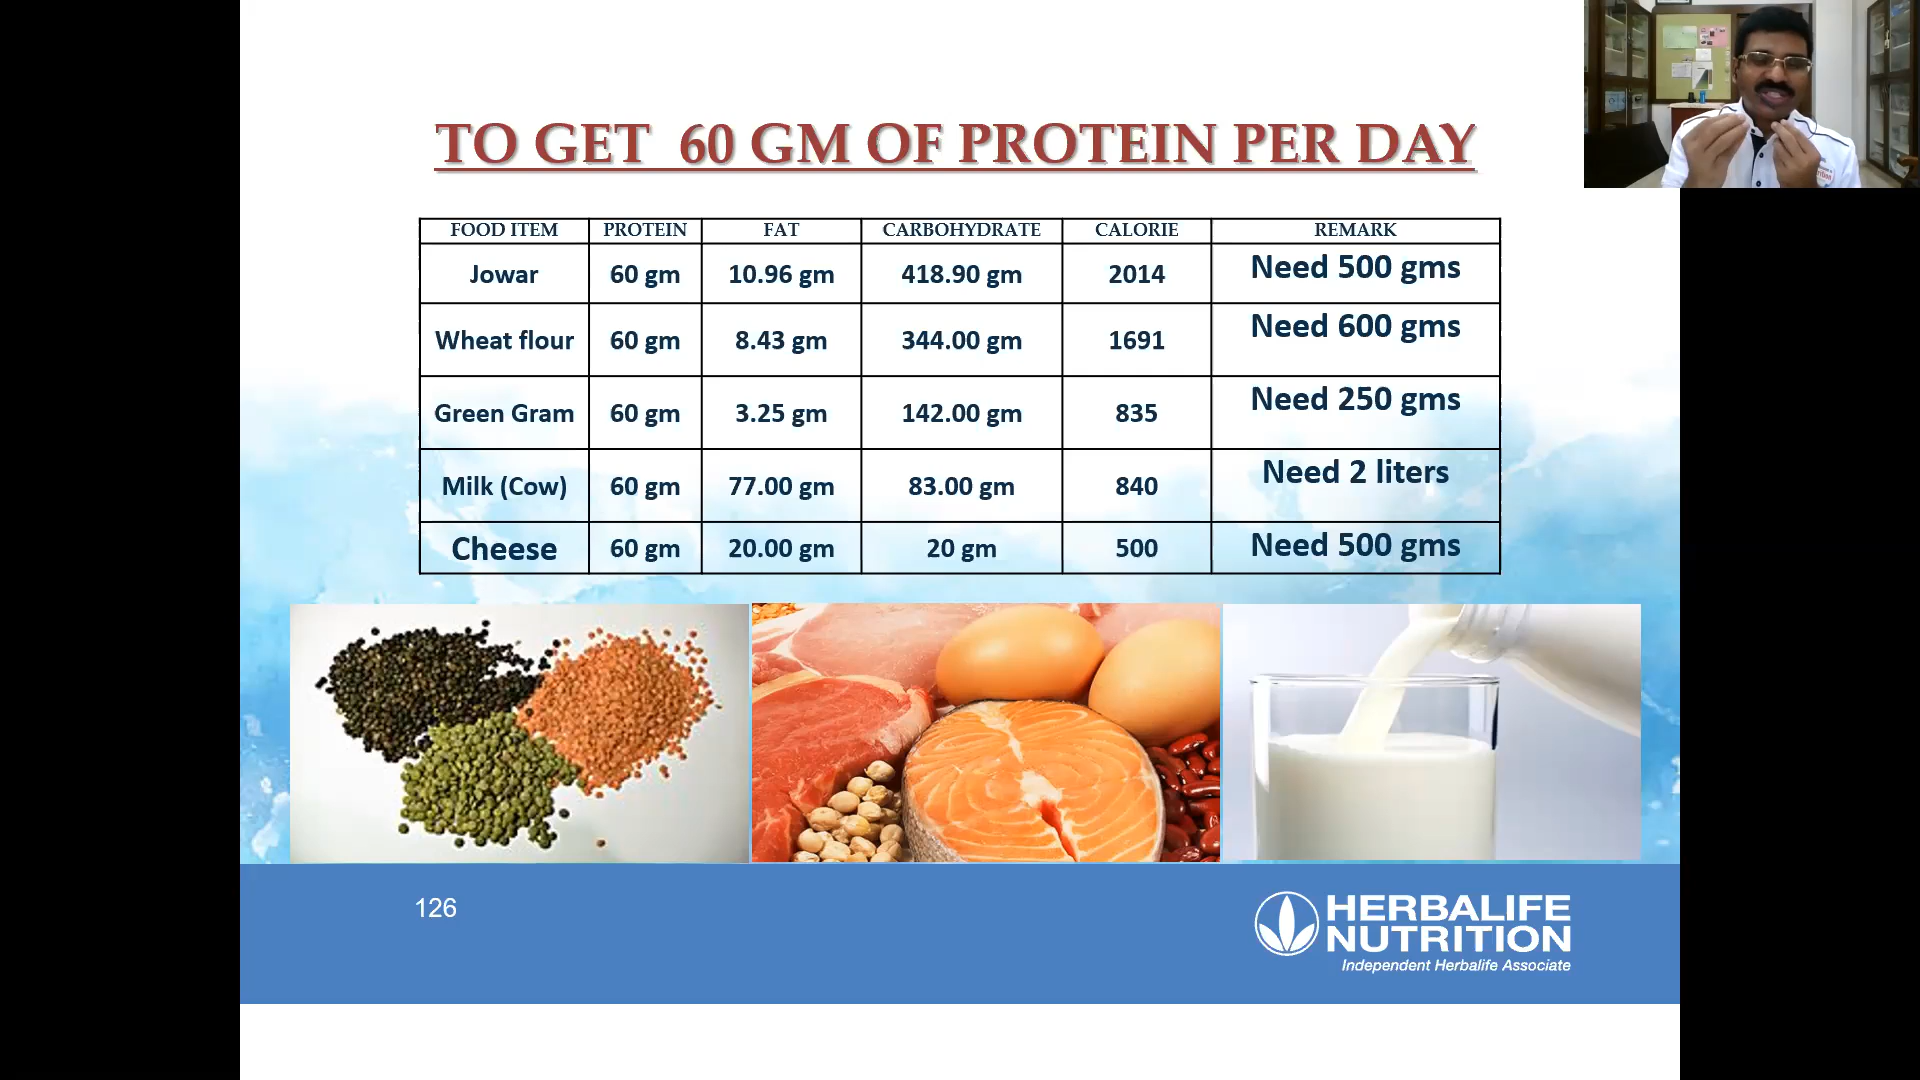 TO GET 60 GM OF PROTEIN PER DAY
FOOD ITEM PROTEIN FAT CARBOHYDRATE CALORIE REMARK
Jowar 60 gm 10.96 gm 418.90 gm 2014 Need 500 gms
Wheat flour 60 gm 8.43 gm 344.00 gm 1691 Need 600 gms
Green Gram 60 gm 3.25 gm 142.00 gm 835 Need 250 gms
Milk (Cow) 60 gm 77.00 gm 83.00 gm 840 Need 2 liters
Cheese 60 gm 20.00 gm 20 gm 500 Need 500 gms
126
HERBALIFE
NUTRITION
Independent Herbalife Associate